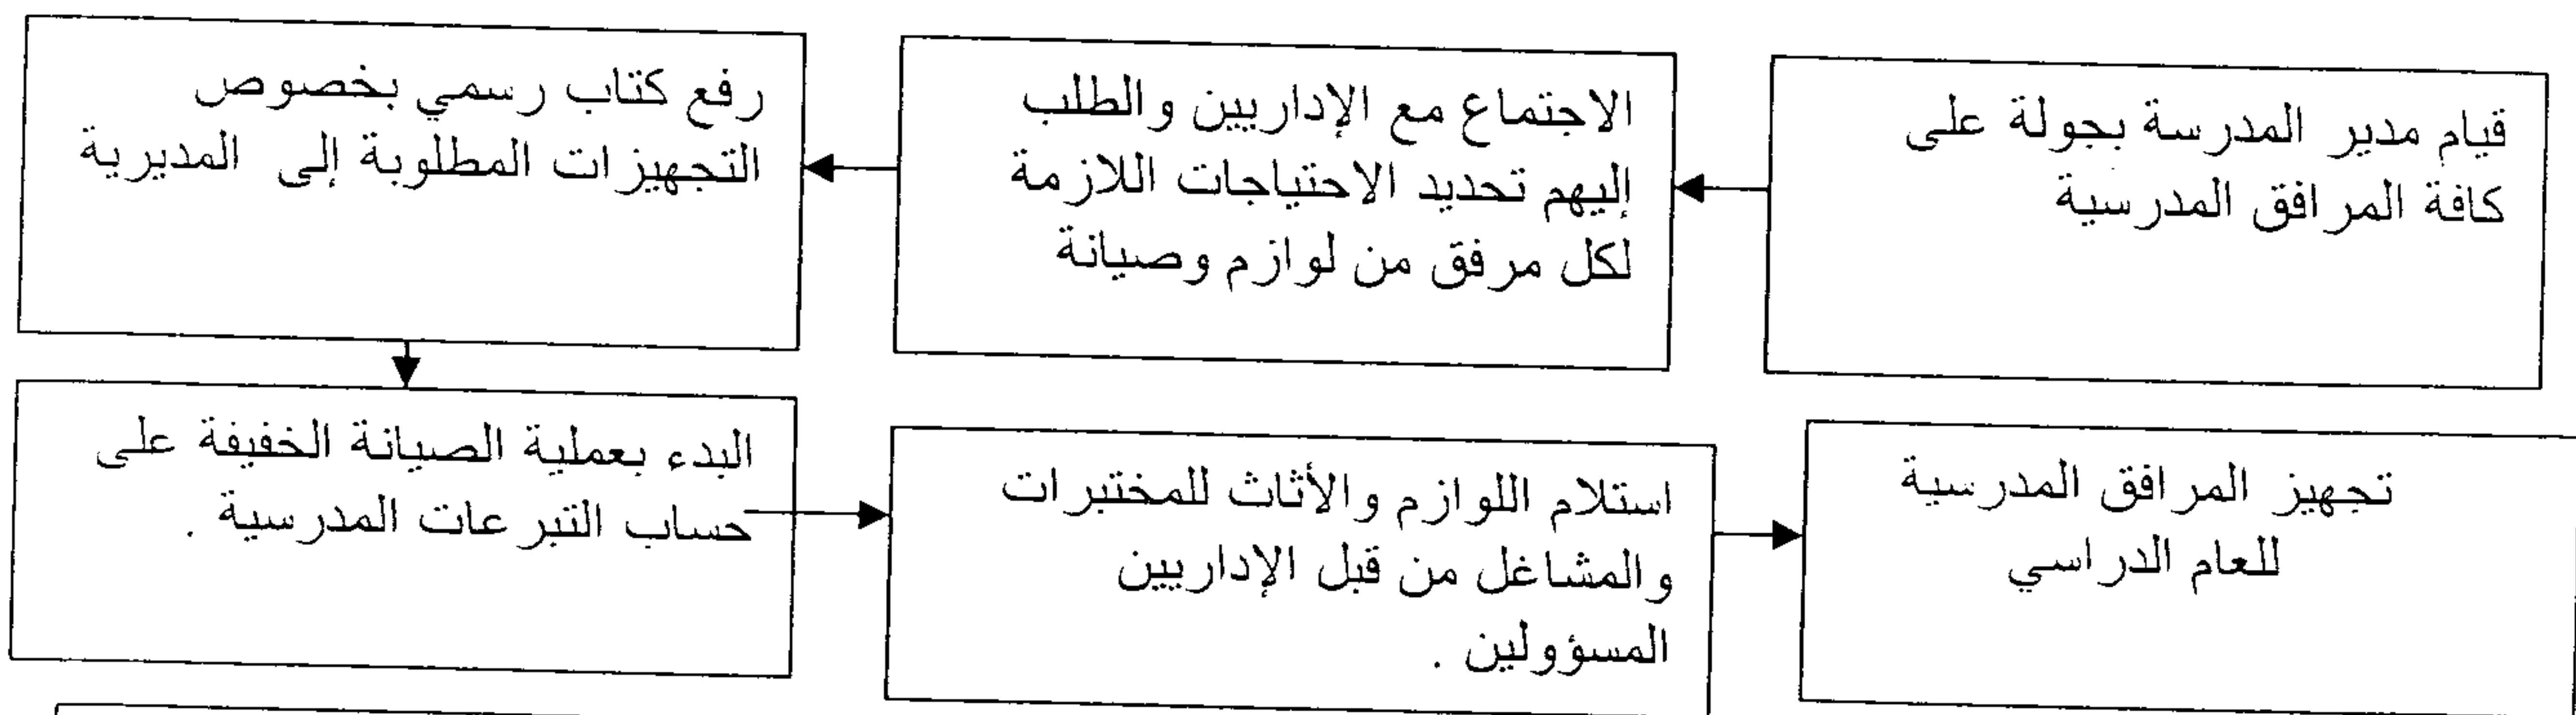 قيام مدير المدرسة بجولة على
كافة المرافق المدرسية
الاجتماع مع الإداريين والطلب
إليهم تحديد الاحتياجات اللازمة
لكل مرفق من لوازم وصيانة
رفع كتاب رسمي بخصوص
التجهيزات المطلوبة إلى المديرية
البدء بعملية الصيانة الخفيفة على
حساب التبرعات المدرسية .
استلام اللوازم والأثاث للمختبرات
والمشاغل من قبل الإداريين
المسؤولين .
تجهيز المرافق المدرسية
للعام الدراسي